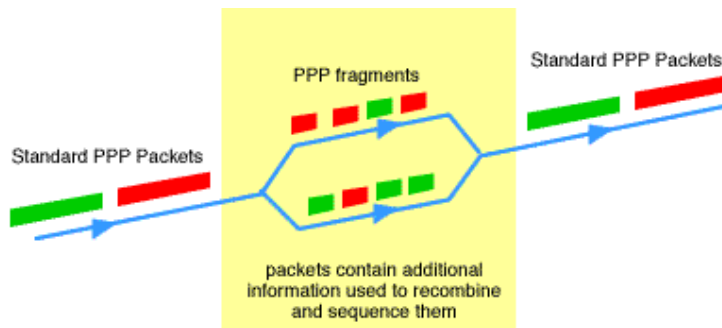 Standard PPP Packets
PPP fragments
Standard PPP Packets
packets contain additional
information used to recombine
and sequence them